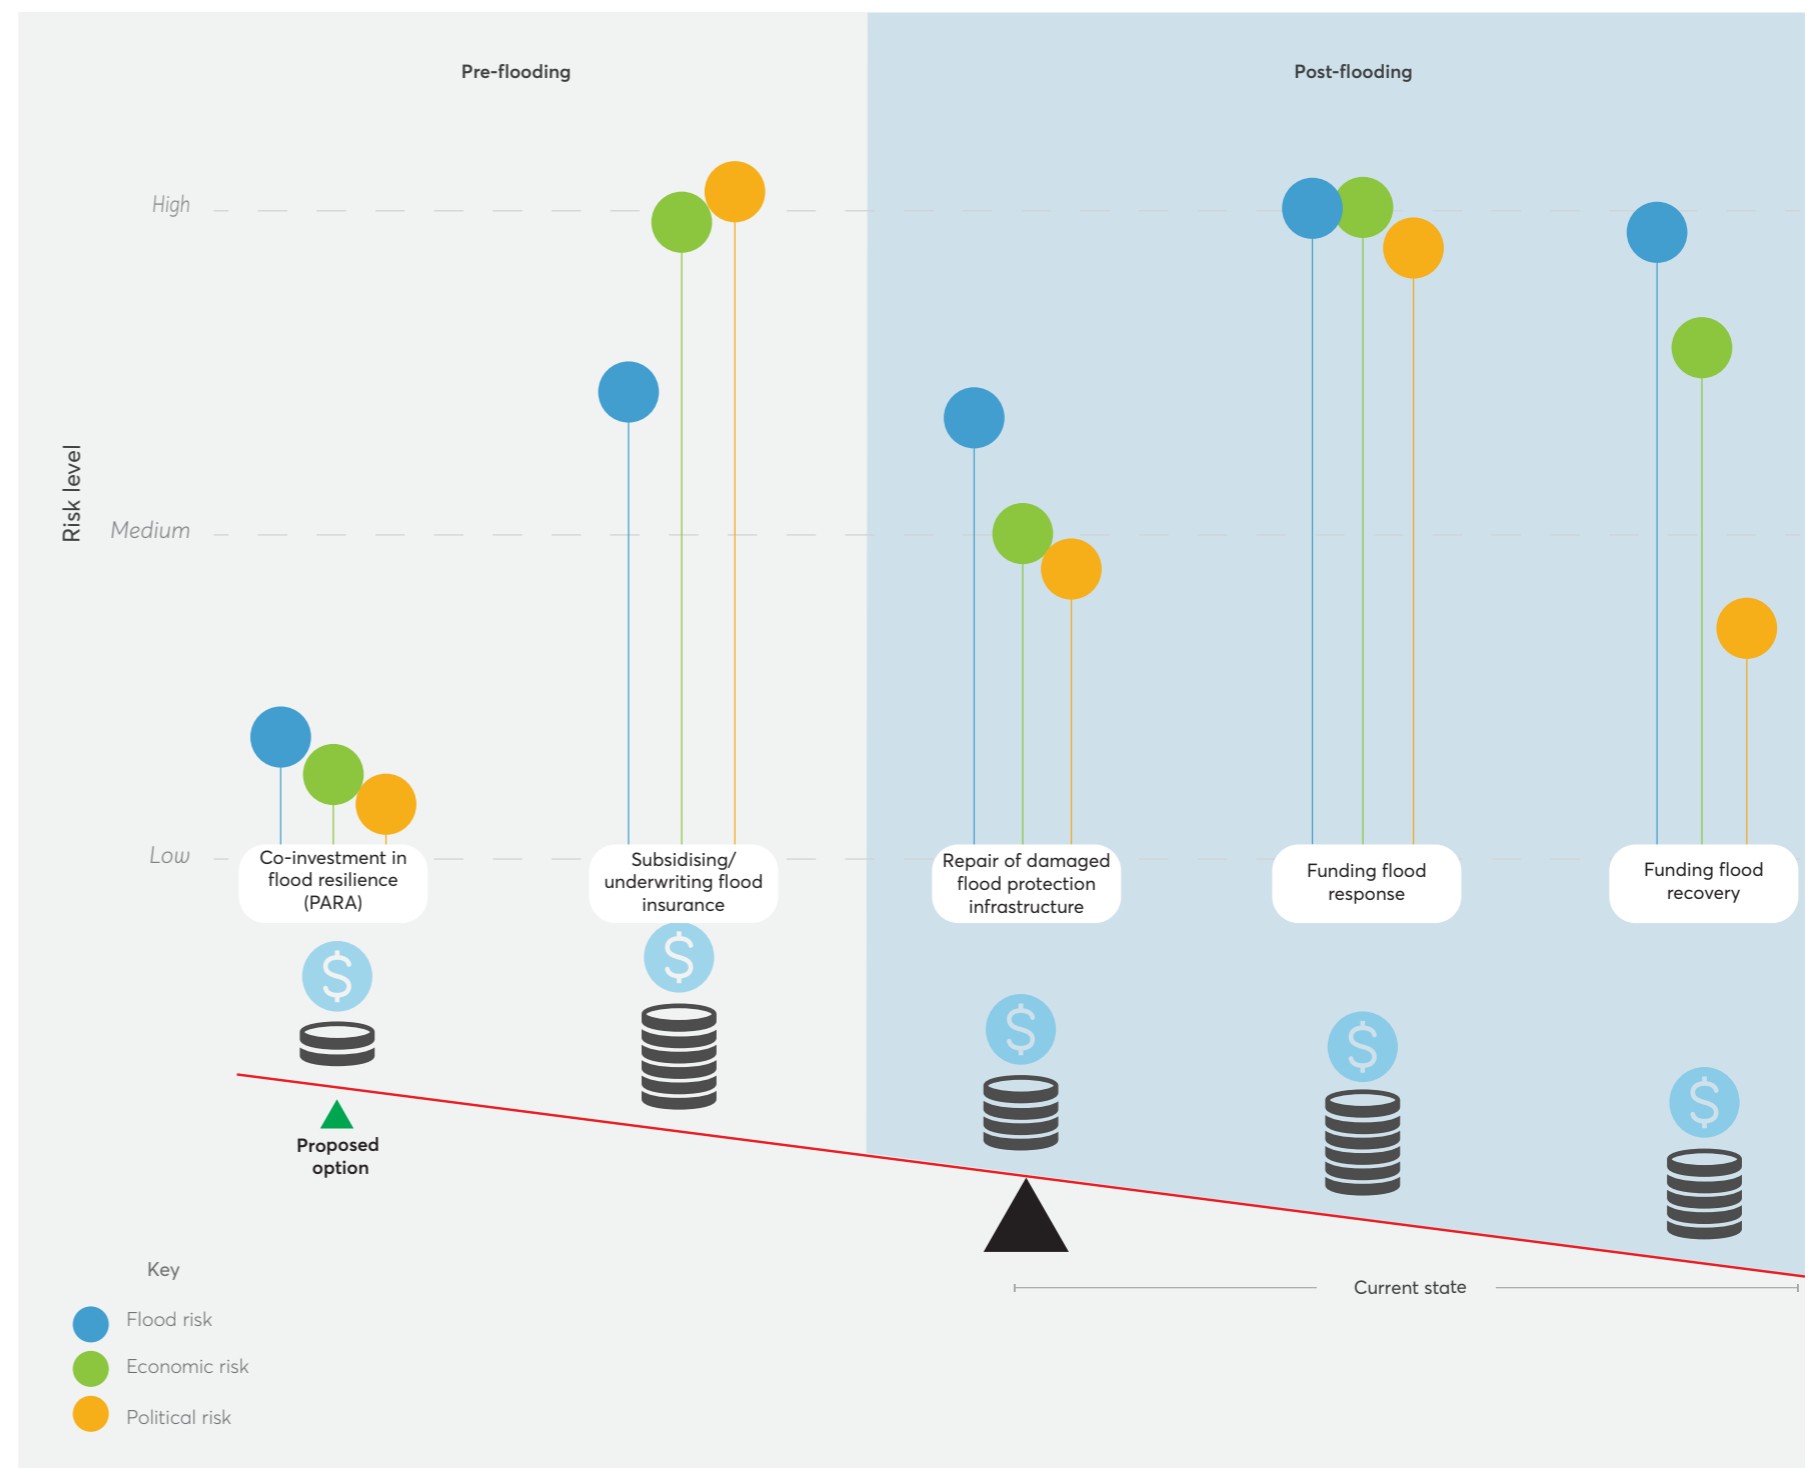 Pre-flooding
Post-flooding
High
Medium
Low
Risk level
Co-investment in
flood resilience
(PARA)
Subsidising/
underwriting flood
insurance
Repair of damaged
flood protection
infrastructure
Funding flood
response
Funding flood
recovery
$
$
$
$
$
Proposed
option
Current state
Key
Flood risk
Economic risk
Political risk